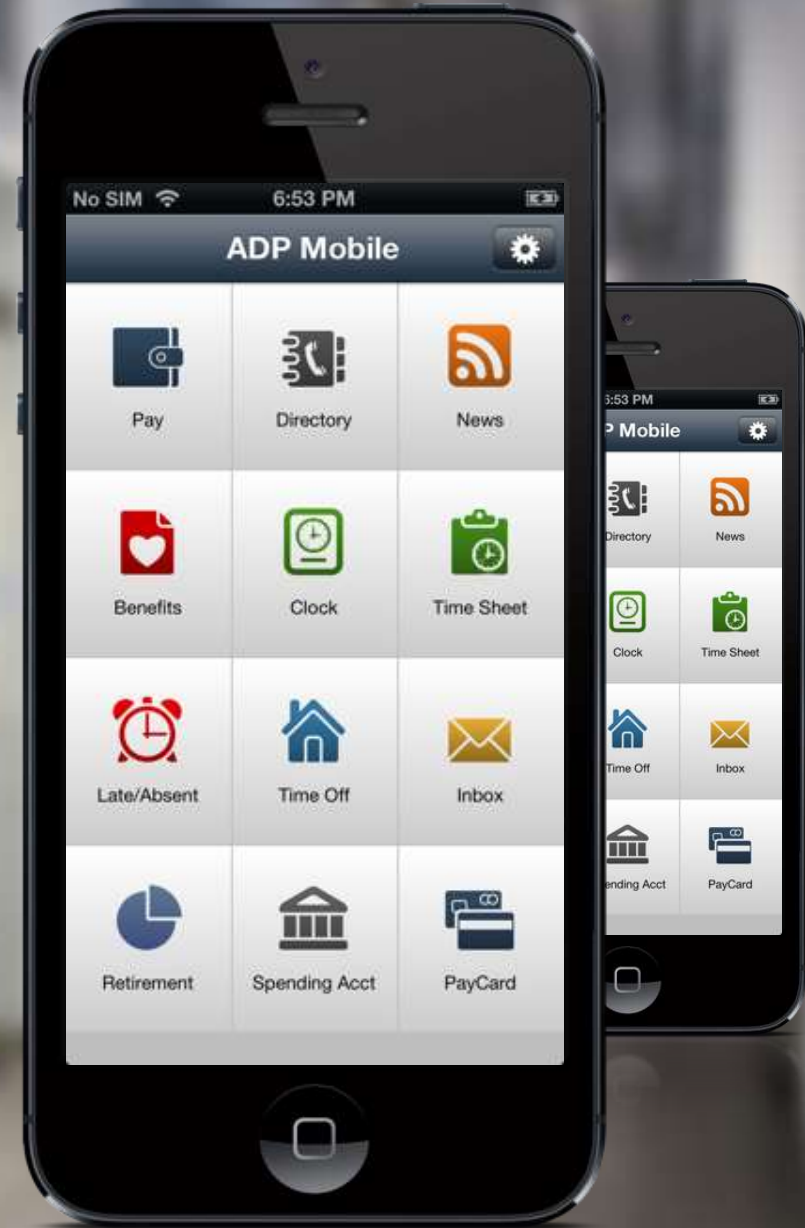 No SIM 6:53 PM
ADP Mobile
Pay Directory News
Benefits Clock Time Sheet
Late/Absent Time Off Inbox
Retirement Spending Acct PayCard
:53 PM
P Mobile
Directory News
Clock Time Sheet
Time Off Inbox
ending Acct PayCard